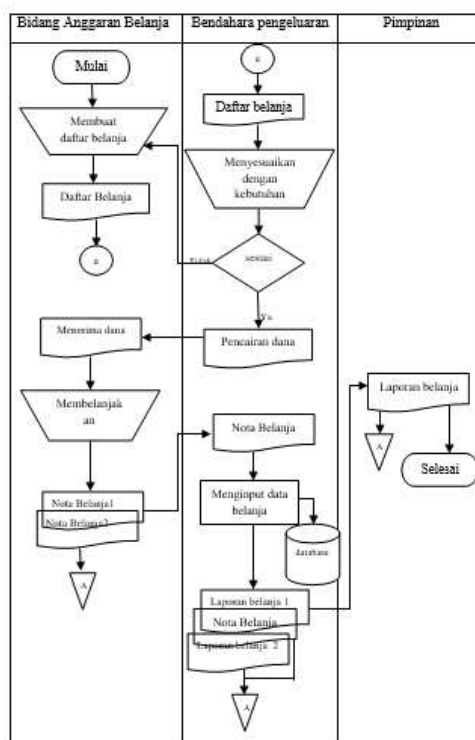 Bidang Anggaran Belanja
Bendahara pengeluaran
Pimpinan
Mulai
Membuat
daftar belanja
Daftar Belanja
a
a
Daftar belanja
Menyesuaikan
dengan
kebutuhan
sesuai
Tidak
Ya
Pencairan dana
Menerima dana
Membelanjak
an
Nota Belanja1
Nota Belanja2
A
Nota Belanja
Menginput data
belanja
database
Laporan belanja 1
Nota Belanja
Laporan belanja 2
A
Laporan belanja
A
Selesai